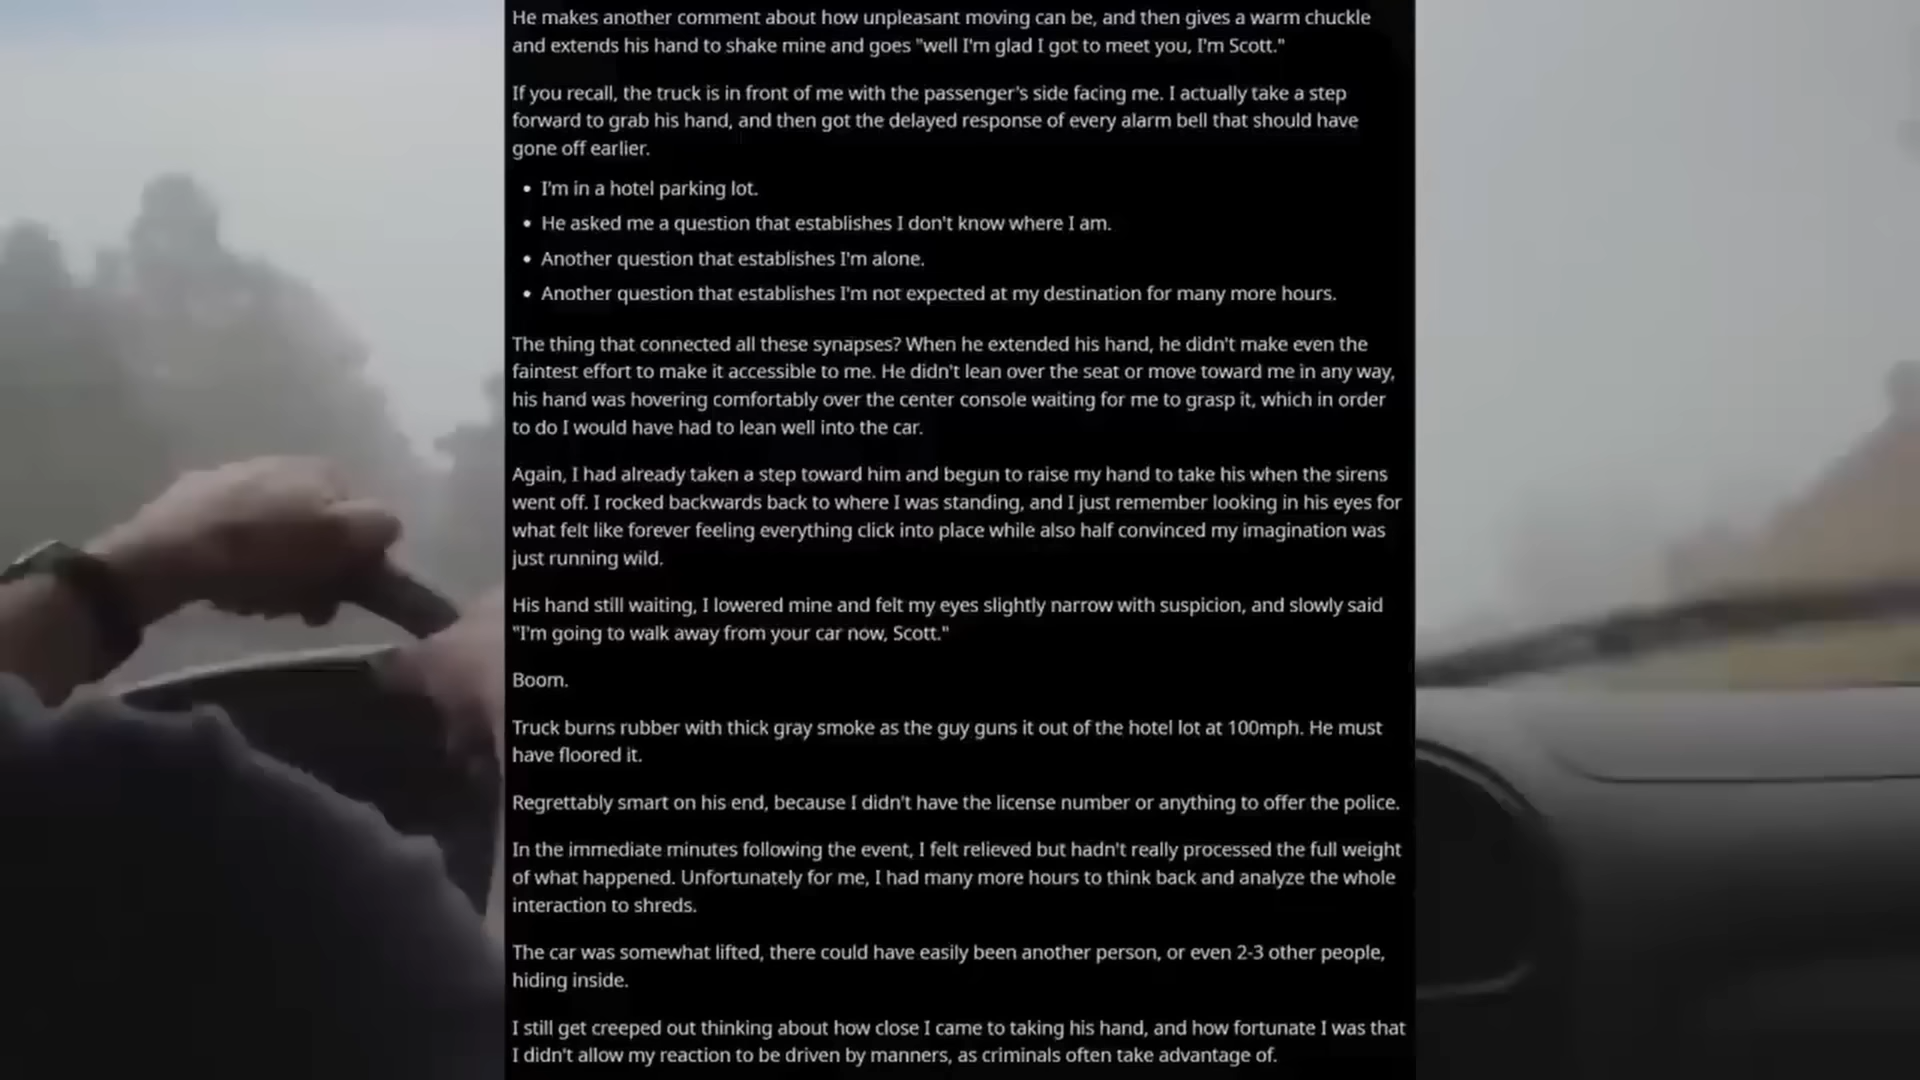 He makes another comment about how unpleasant moving can be, and then gives a warm chuckle
and extends his hand to shake mine and goes "well I'm glad I got to meet you, I'm Scott."
If you recall, the truck is in front of me with the passenger's side facing me. I actually take a step
forward to grab his hand, and then got the delayed response of every alarm bell that should have
gone off earlier.
• I'm in a hotel parking lot.
• He asked me a question that establishes I don't know where I am.
• Another question that establishes I'm alone.
• Another question that establishes I'm not expected at my destination for many more hours.
The thing that connected all these synapses? When he extended his hand, he didn't make even the
faintest effort to make it accessible to me. He didn't lean over the seat or move toward me in any way,
his hand was hovering comfortably over the center console waiting for me to grasp it, which in order
to do I would have had to lean well into the car.
Again, I had already taken a step toward him and begun to raise my hand to take his when the sirens
went off. I rocked backwards back to where I was standing, and I just remember looking in his eyes for
what felt like forever feeling everything click into place while also half convinced my imagination was
just running wild.
His hand still waiting, I lowered mine and felt my eyes slightly narrow with suspicion, and slowly said
"I'm going to walk away from your car now, Scott."
Boom.
Truck burns rubber with thick gray smoke as the guy guns it out of the hotel lot at 100mph. He must
have floored it.
Regrettably smart on his end, because I didn't have the license number or anything to offer the police.
In the immediate minutes following the event, I felt relieved but hadn't really processed the full weight
of what happened. Unfortunately for me, I had many more hours to think back and analyze the whole
interaction to shreds.
The car was somewhat lifted, there could have easily been another person, or even 2-3 other people,
hiding inside.
I still get creeped out thinking about how close I came to taking his hand, and how fortunate I was that
I didn't allow my reaction to be driven by manners, as criminals often take advantage of.